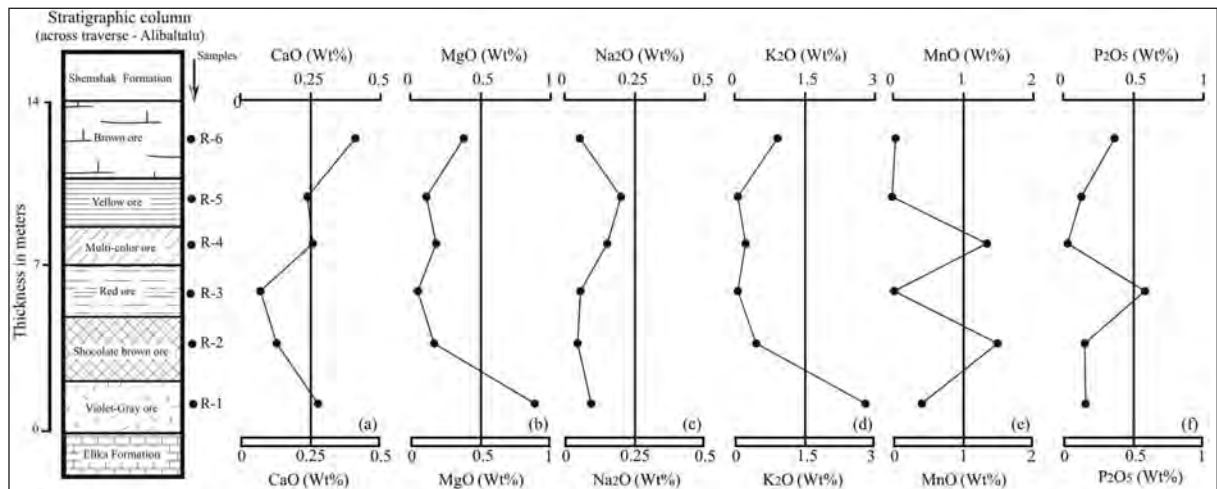 Stratigraphic column
(across traverse - Alibaltalu)
Samples
CaO (Wt%)
MgO (Wt%)
Na2O (Wt%)
K2O (Wt%)
MnO (Wt%)
P2O5 (Wt%)
0.25 0.5
0 0.5 1
0 0.25 0.5
0 1.5 3
0 1 2
0 0.5 1
0
Shemshak Formation
14
Brown ore
R-6
Yellow ore
R-5
Multi-color ore
R-4
7
Thickness in meters
Red ore
R-3
Shocolate brown ore
R-2
Violet-Gray ore
R-1
(a)
(b)
(c)
(d)
(e)
(f)
0
Elika Formation
0 0.25 0.5
0 0.5 1
0 0.25 0.5
0 1.5 3
0 1 2
0 0.5 1
CaO (Wt%)
MgO (Wt%)
Na2O (Wt%)
K2O (Wt%)
MnO (Wt%)
P2O5 (Wt%)